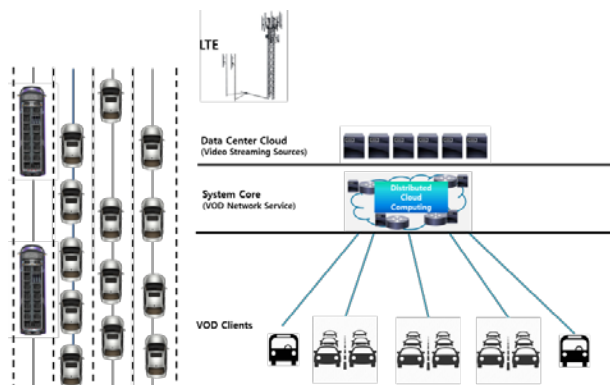 LTE
Data Center Cloud
(Video Streaming Sources)
System Core
(VOD Network Service)
Distributed
Cloud
Computing
VOD Clients